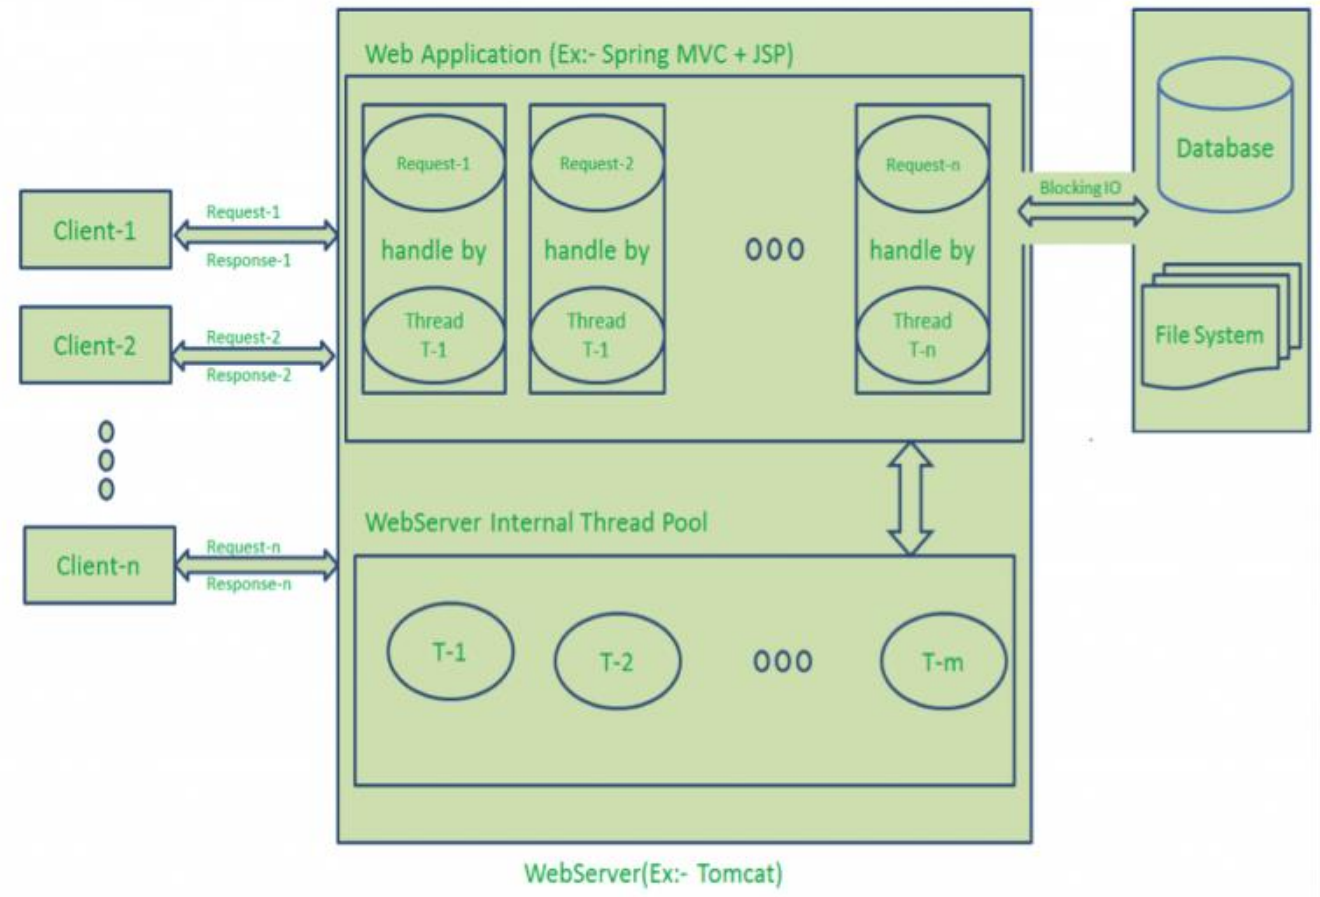 Web Application (Ex:- Spring MVC + JSP)
Request-1
Request-2
Request-n
handle by
handle by
000
handle by
Thread
T-1
Thread
T-1
Thread
T-n
Client-1
Request-1
Response-1
Client-2
Request-2
Response-2
Client-n
Request-n
Response-n
Blocking IO
Database
File System
WebServer Internal Thread Pool
T-1
T-2
000
T-m
WebServer(Ex:- Tomcat)